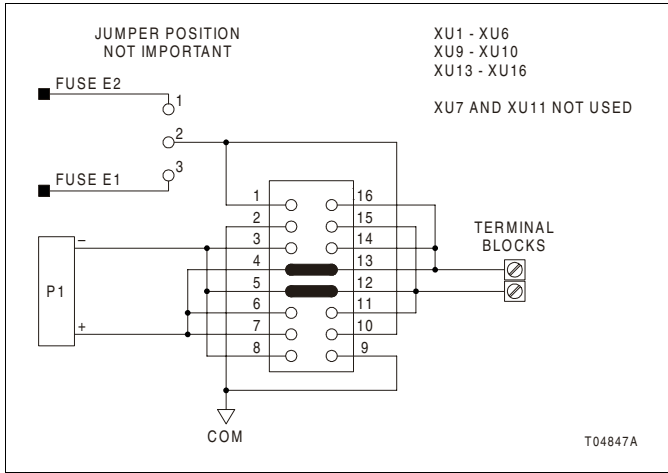 JUMPER POSITION
NOT IMPORTANT
XU1 - XU6
XU9 - XU10
XU13 - XU16
XU7 AND XU11 NOT USED
FUSE E2
1
2
3
FUSE E1
1 16
2 15
3 14
4 13
5 12
6 11
7 10
8 9
TERMINAL
BLOCKS
–
P1
+
COM
T04847A